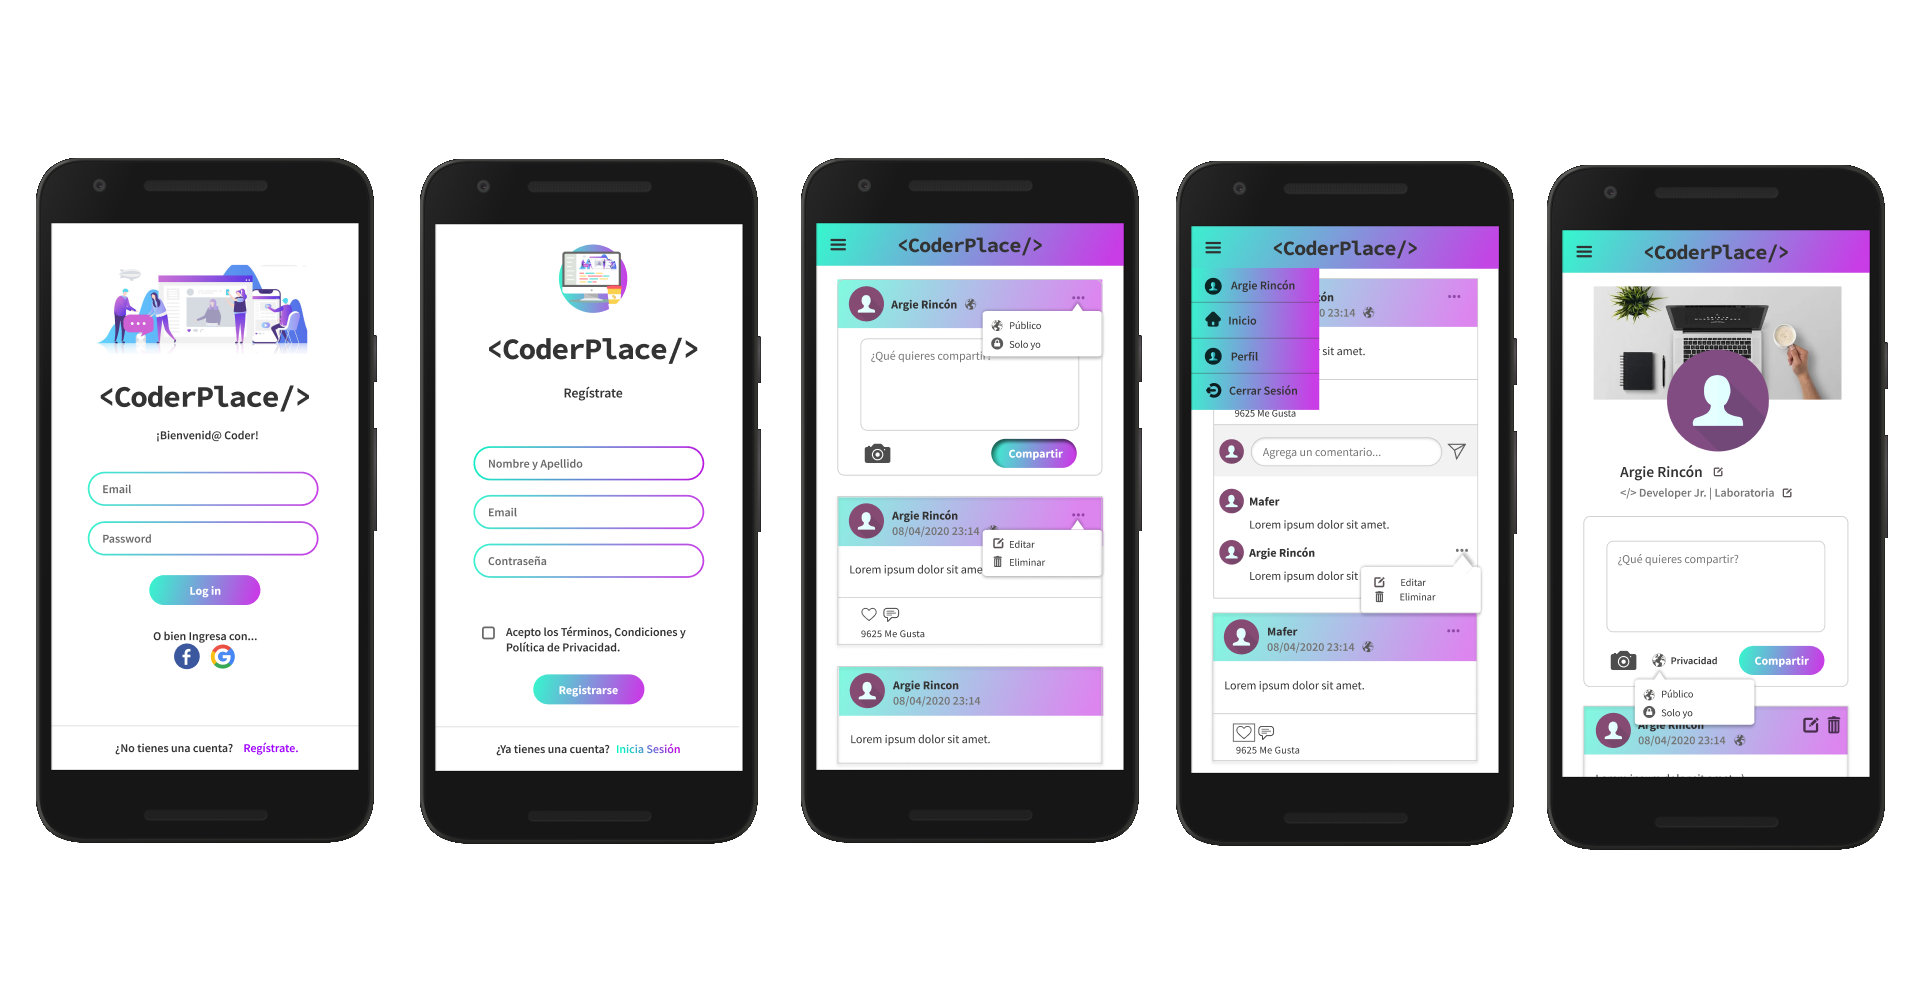 <CoderPlace/>
¡Bienvenid@ Coder!
Email
Password
Log in
O bien Ingresa con...
¿No tienes una cuenta? Regístrate.
<CoderPlace/>
Regístrate
Nombre y Apellido
Email
Contraseña
Acepto los Términos, Condiciones y
Política de Privacidad.
Registrarse
¿Ya tienes una cuenta? Inicia Sesión
<CoderPlace/>
Argie Rincón
Público
Solo yo
¿Qué quieres compartir?
Compartir
Argie Rincón
08/04/2020 23:14
Editar
Eliminar
Lorem ipsum dolor sit ame
9625 Me Gusta
Argie Rincon
08/04/2020 23:14
Lorem ipsum dolor sit amet.
<CoderPlace/>
Argie Rincón
Inicio
Perfil
Cerrar Sesión
cón
0 23:14
sit amet.
9625 Me Gusta
Agrega un comentario...
Mafer
Lorem ipsum dolor sit amet.
Argie Rincón
Lorem ipsum dolor sit
Editar
Eliminar
Mafer
08/04/2020 23:14
Lorem ipsum dolor sit amet.
9625 Me Gusta
<CoderPlace/>
Argie Rincón
</> Developer Jr. | Laboratoria
¿Qué quieres compartir?
Privacidad
Compartir
Público
Solo yo
Argie Rincón
08/04/2020 23:14